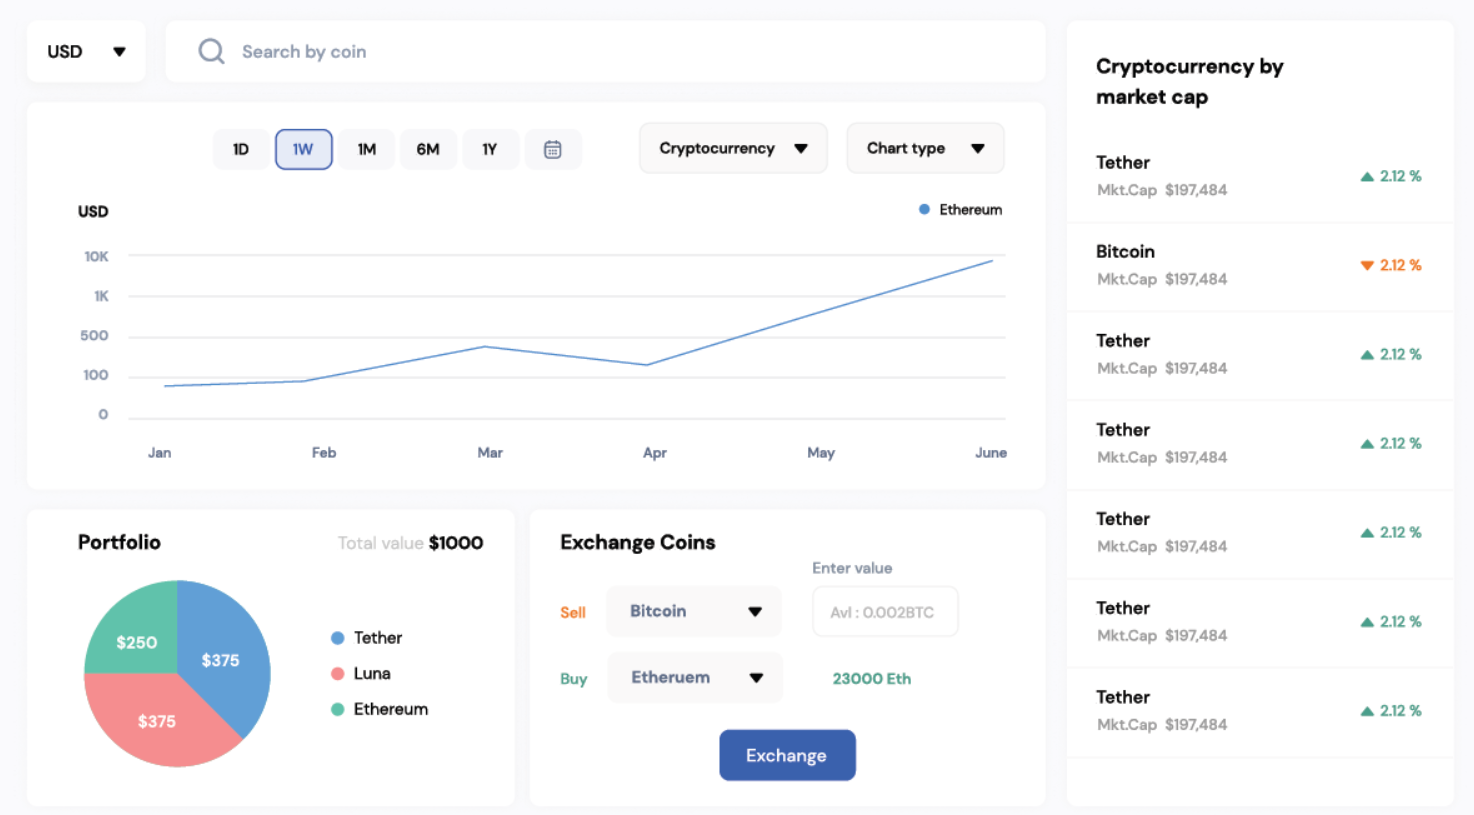 USD
Search by coin
1D 1W 1M 6M 1Y
Cryptocurrency
Chart type
USD
Ethereum
10K
1K
500
100
0
Jan Feb Mar Apr May June
Portfolio
Total value $1000
$250
$375
$375
Tether
Luna
Ethereum
Exchange Coins
Enter value
Sell Bitcoin Avl : 0.002BTC
Buy Etheruem 23000 Eth
Exchange
Cryptocurrency by
market cap
Tether
Mkt.Cap $197,484
2.12 %
Bitcoin
Mkt.Cap $197,484
2.12 %
Tether
Mkt.Cap $197,484
2.12 %
Tether
Mkt.Cap $197,484
2.12 %
Tether
Mkt.Cap $197,484
2.12 %
Tether
Mkt.Cap $197,484
2.12 %
Tether
Mkt.Cap $197,484
2.12 %